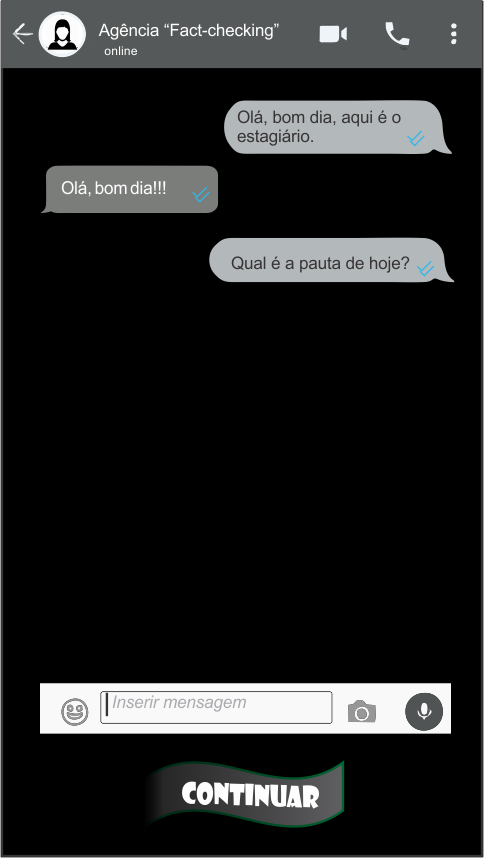 Agência “Fact-checking”
online
Olá, bom dia, aqui é o
estagiário.
Olá, bom dia!!!
Qual é a pauta de hoje?
Inserir mensagem
CONTINUAR